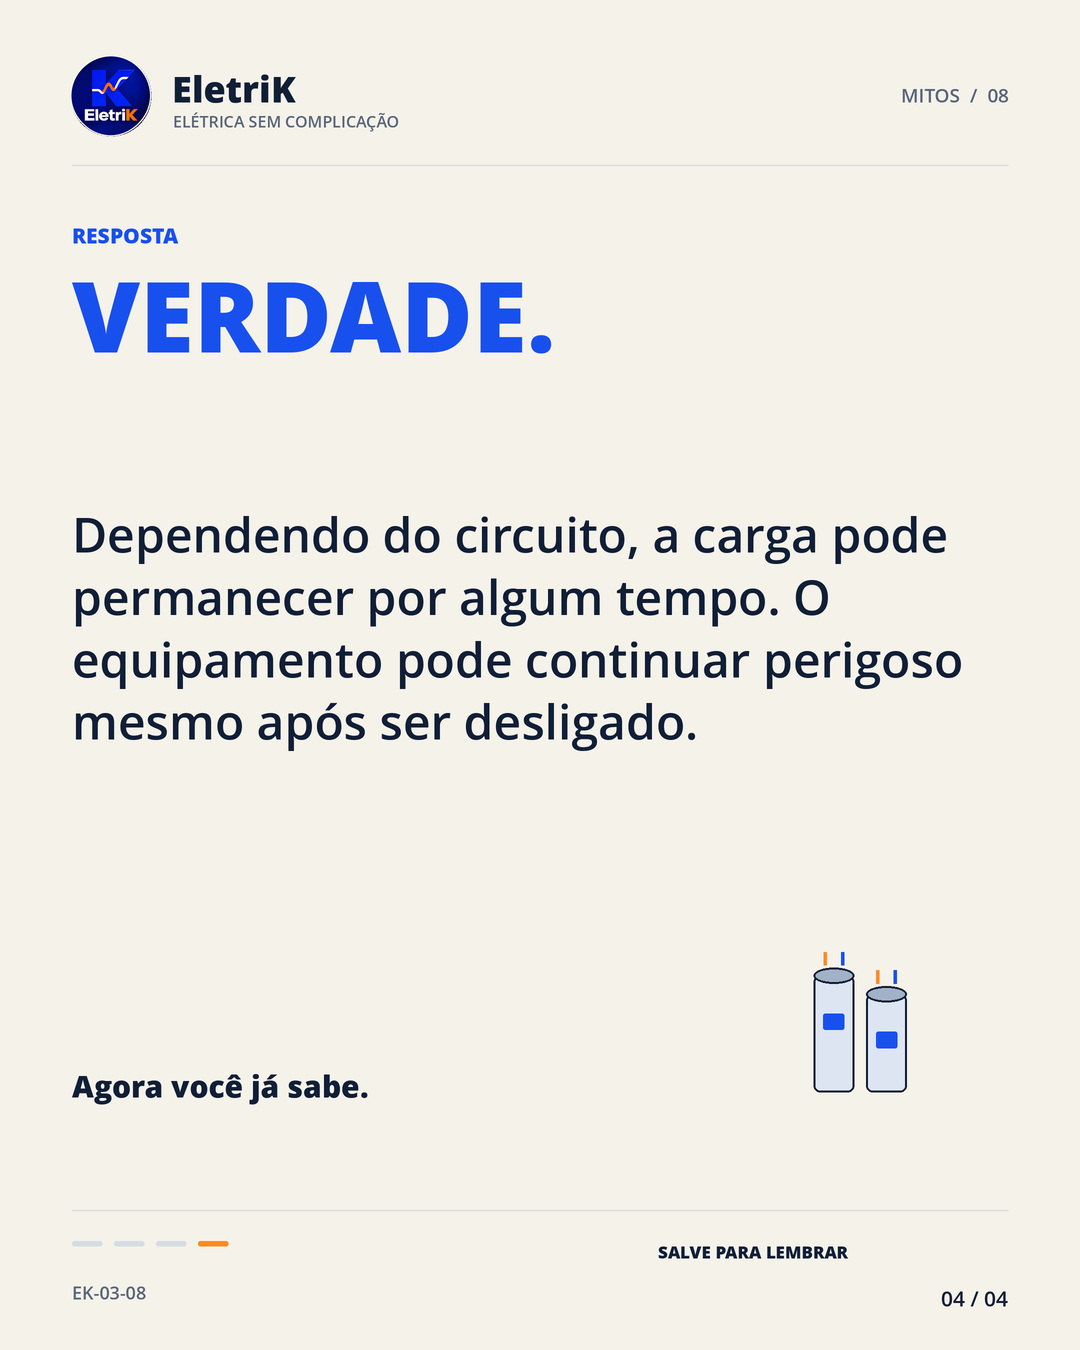 EletriK
EletriK
ELÉTRICA SEM COMPLICAÇÃO
MITOS / 08
RESPOSTA
VERDADE.
Dependendo do circuito, a carga pode
permanecer por algum tempo. O
equipamento pode continuar perigoso
mesmo após ser desligado.
Agora você já sabe.
SALVE PARA LEMBRAR
EK-03-08
04 / 04